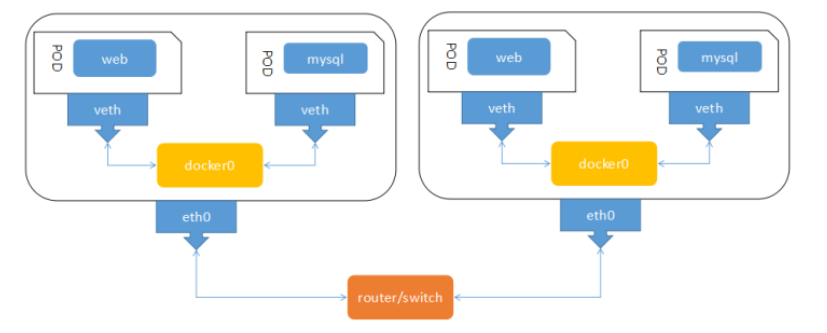 POD
web
POD
mysql
POD
web
POD
mysql
veth
veth
veth
veth
docker0
docker0
eth0
eth0
router/switch